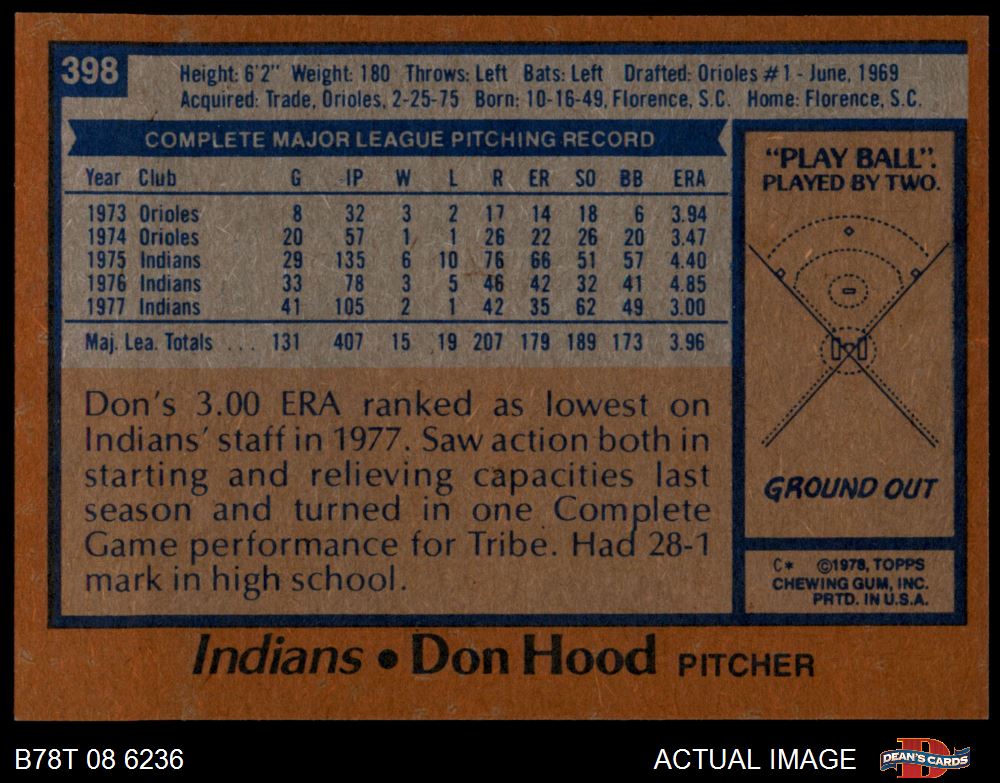 398
Height: 6'2" Weight: 180 Throws: Left Bats: Left Drafted: Orioles #1 - June, 1969
Acquired: Trade, Orioles, 2-25-75 Born: 10-16-49, Florence, S.C. Home: Florence, S.C.
COMPLETE MAJOR LEAGUE PITCHING RECORD
Year Club G IP W L R ER SO BB ERA
1973 Orioles 8 32 3 2 17 14 18 6 3.94
1974 Orioles 20 57 1 1 26 22 26 20 3.47
1975 Indians 29 135 6 10 76 66 51 57 4.40
1976 Indians 33 78 3 5 46 42 32 41 4.85
1977 Indians 41 105 2 1 42 35 62 49 3.00
Maj. Lea. Totals . . . 131 407 15 19 207 179 189 173 3.96
Don's 3.00 ERA ranked as lowest on
Indians' staff in 1977. Saw action both in
starting and relieving capacities last
season and turned in one Complete
Game performance for Tribe. Had 28-1
mark in high school.
"PLAY BALL".
PLAYED BY TWO.
GROUND OUT
C* ©1978, TOPPS
CHEWING GUM, INC.
PRTD. IN U.S.A.
Indians • Don Hood PITCHER
B78T 08 6236
ACTUAL IMAGE
DEAN'S CARDS